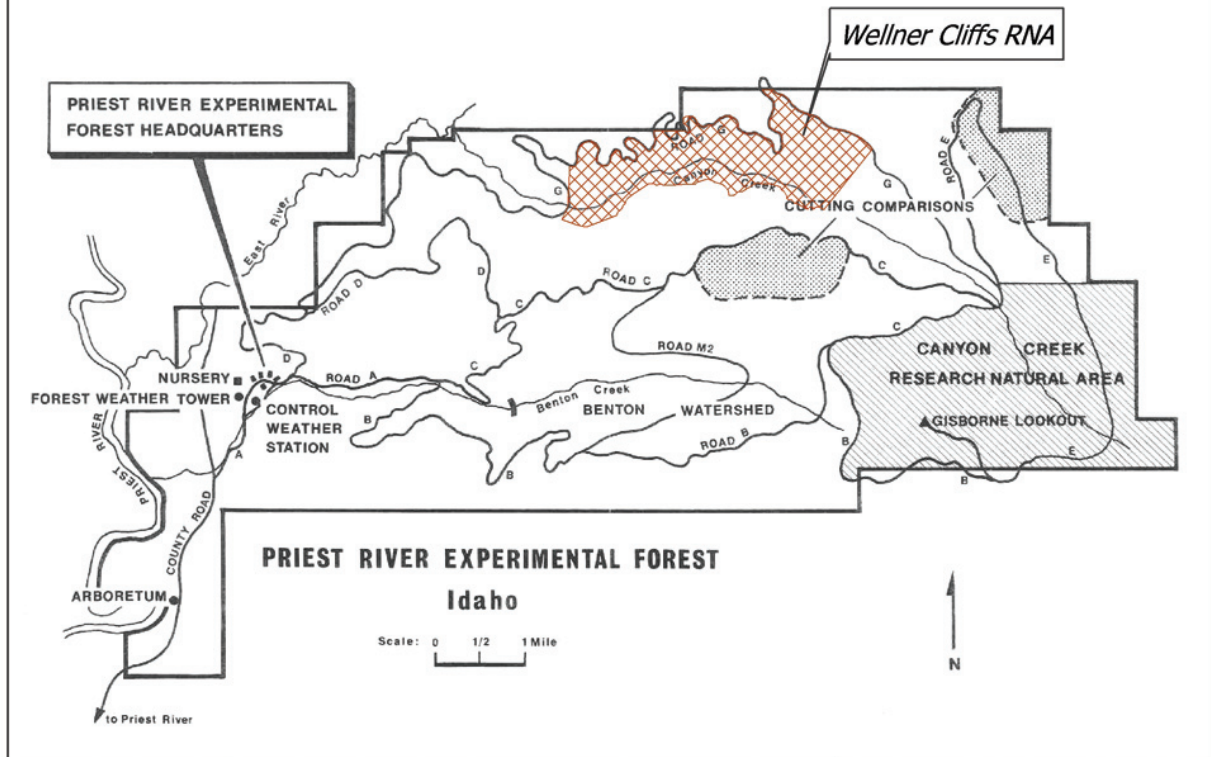 Wellner Cliffs RNA
PRIEST RIVER EXPERIMENTAL
FOREST HEADQUARTERS
ROAD G
Canyon Creek
G
G
ROAD E
CUTTING COMPARISONS
East River
ROAD D
D
ROAD C
C
C
E
C
ROAD M2
CANYON CREEK
RESEARCH NATURAL AREA
GISBORNE LOOKOUT
D
NURSERY
FOREST WEATHER TOWER
CONTROL
WEATHER
STATION
ROAD A
C
B
Benton Creek
BENTON WATERSHED
ROAD B
B
B
E
B
A
PRIEST RIVER
COUNTY ROAD
ARBORETUM
PRIEST RIVER EXPERIMENTAL FOREST
Idaho
Scale: 0 1/2 1 Mile
N
to Priest River